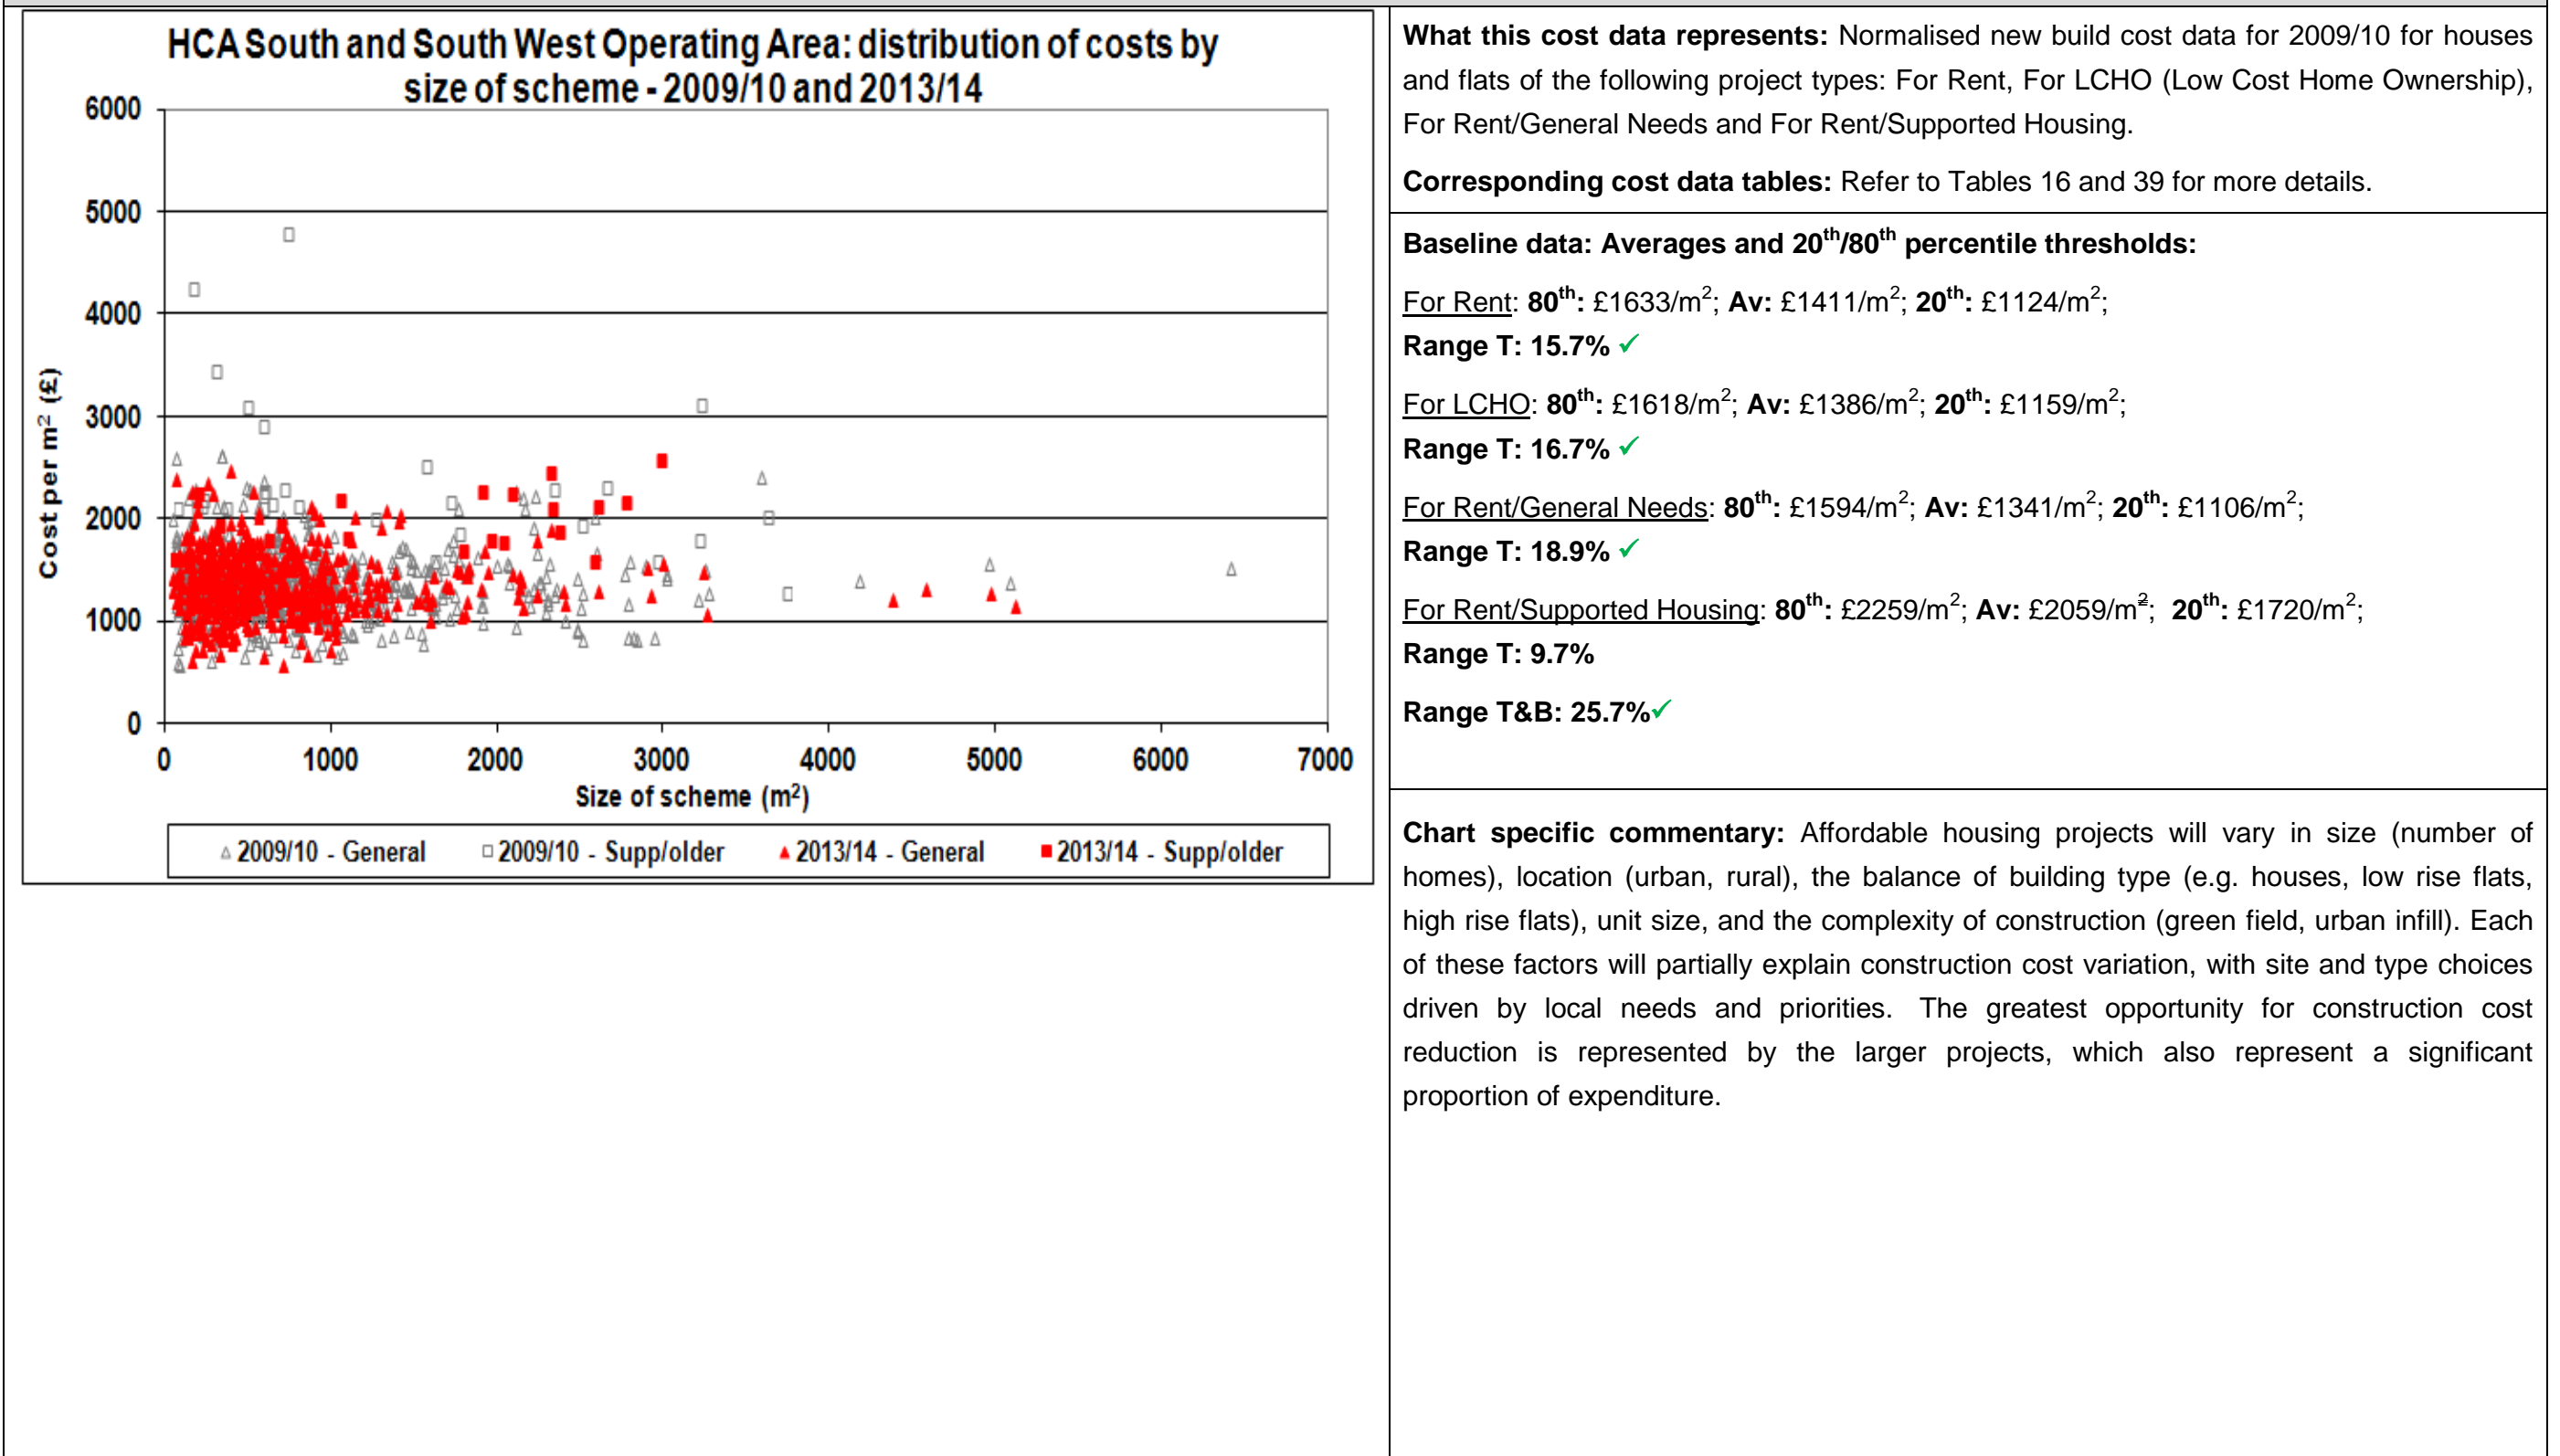 HCA South and South West Operating Area: distribution of costs by
size of scheme - 2009/10 and 2013/14
6000
5000
4000
3000
2000
1000
0
Cost per m² (£)
0 1000 2000 3000 4000 5000 6000 7000
Size of scheme (m²)
2009/10 - General 2009/10 - Supp/older 2013/14 - General 2013/14 - Supp/older
What this cost data represents: Normalised new build cost data for 2009/10 for houses
and flats of the following project types: For Rent, For LCHO (Low Cost Home Ownership),
For Rent/General Needs and For Rent/Supported Housing.
Corresponding cost data tables: Refer to Tables 16 and 39 for more details.
Baseline data: Averages and 20th/80th percentile thresholds:
For Rent: 80th: £1633/m²; Av: £1411/m²; 20th: £1124/m²;
Range T: 15.7% ✓
For LCHO: 80th: £1618/m²; Av: £1386/m²; 20th: £1159/m²;
Range T: 16.7% ✓
For Rent/General Needs: 80th: £1594/m²; Av: £1341/m²; 20th: £1106/m²;
Range T: 18.9% ✓
For Rent/Supported Housing: 80th: £2259/m²; Av: £2059/m²; 20th: £1720/m²;
Range T: 9.7%
Range T&B: 25.7%✓
Chart specific commentary: Affordable housing projects will vary in size (number of
homes), location (urban, rural), the balance of building type (e.g. houses, low rise flats,
high rise flats), unit size, and the complexity of construction (green field, urban infill). Each
of these factors will partially explain construction cost variation, with site and type choices
driven by local needs and priorities. The greatest opportunity for construction cost
reduction is represented by the larger projects, which also represent a significant
proportion of expenditure.